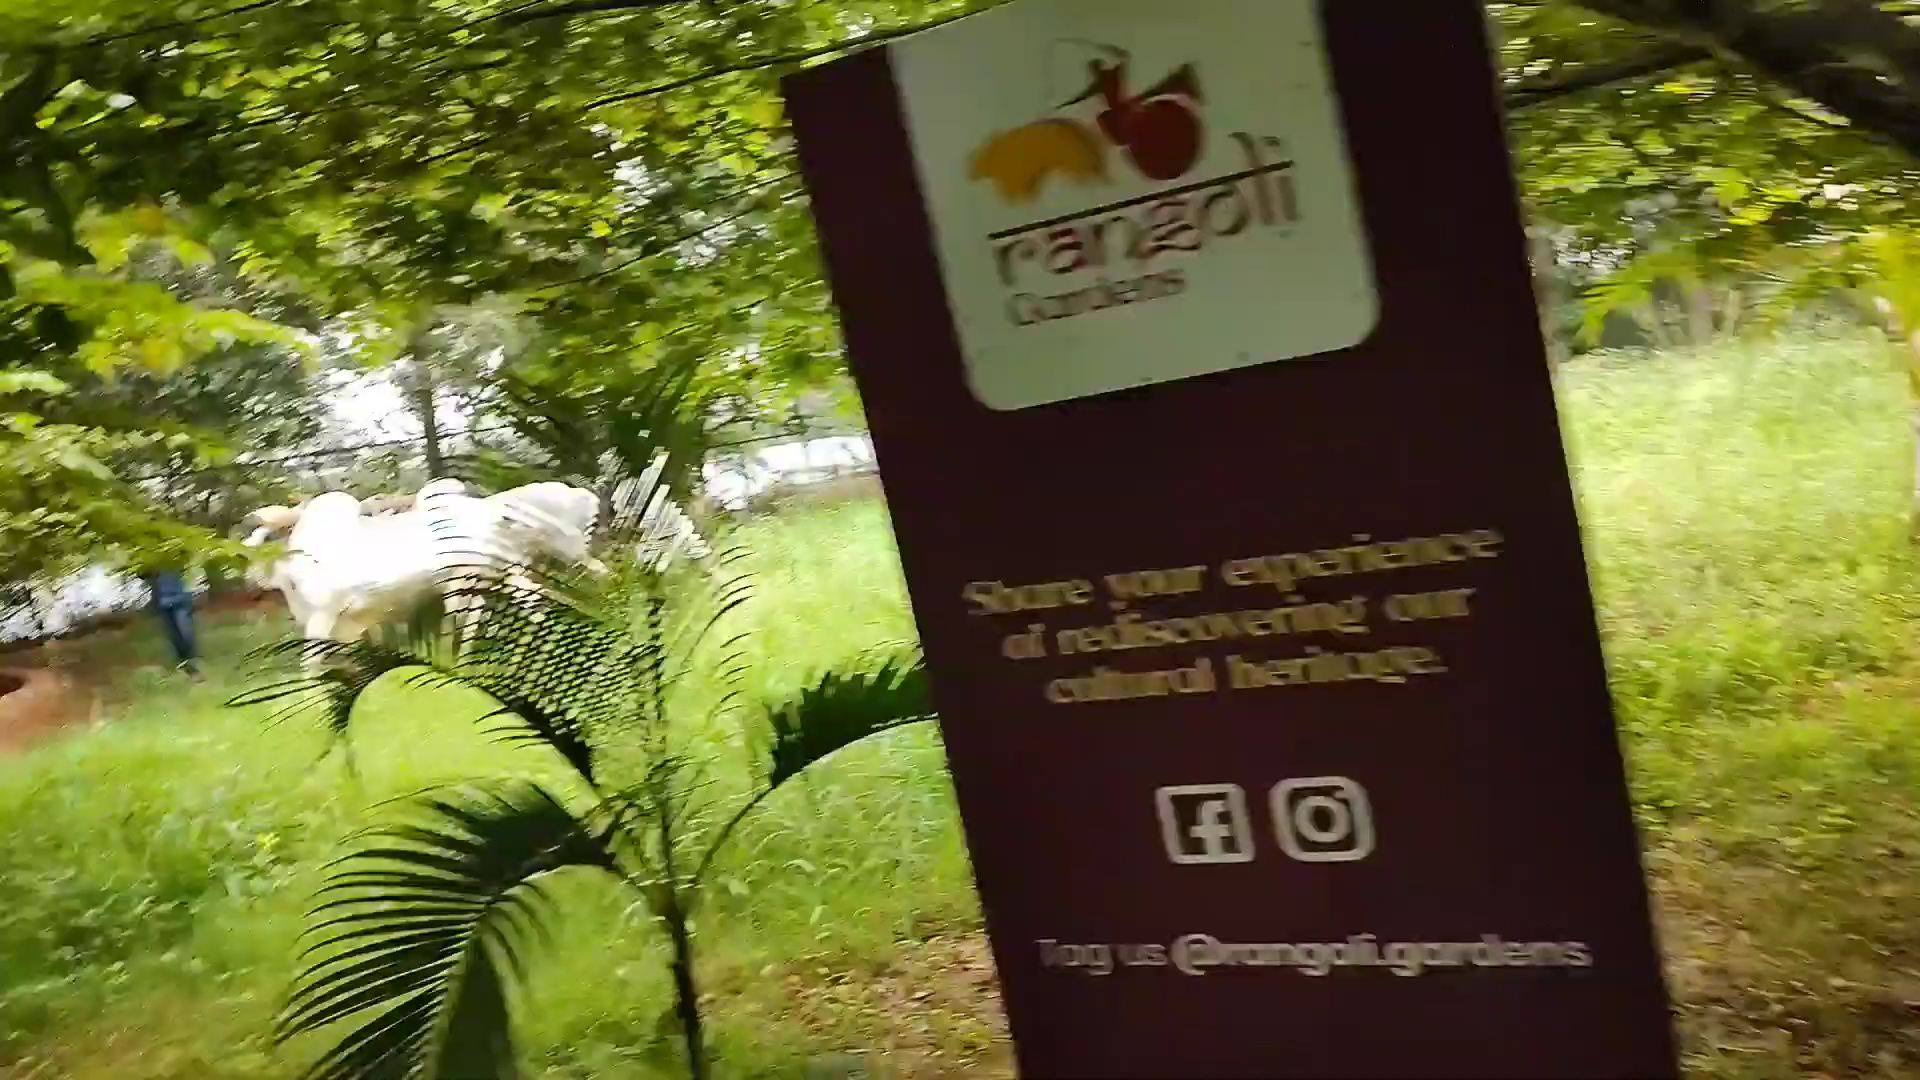 rangoli
Gardens
Share your experience
of rediscovering our
cultural heritage.
Tag us @rangoli.gardens